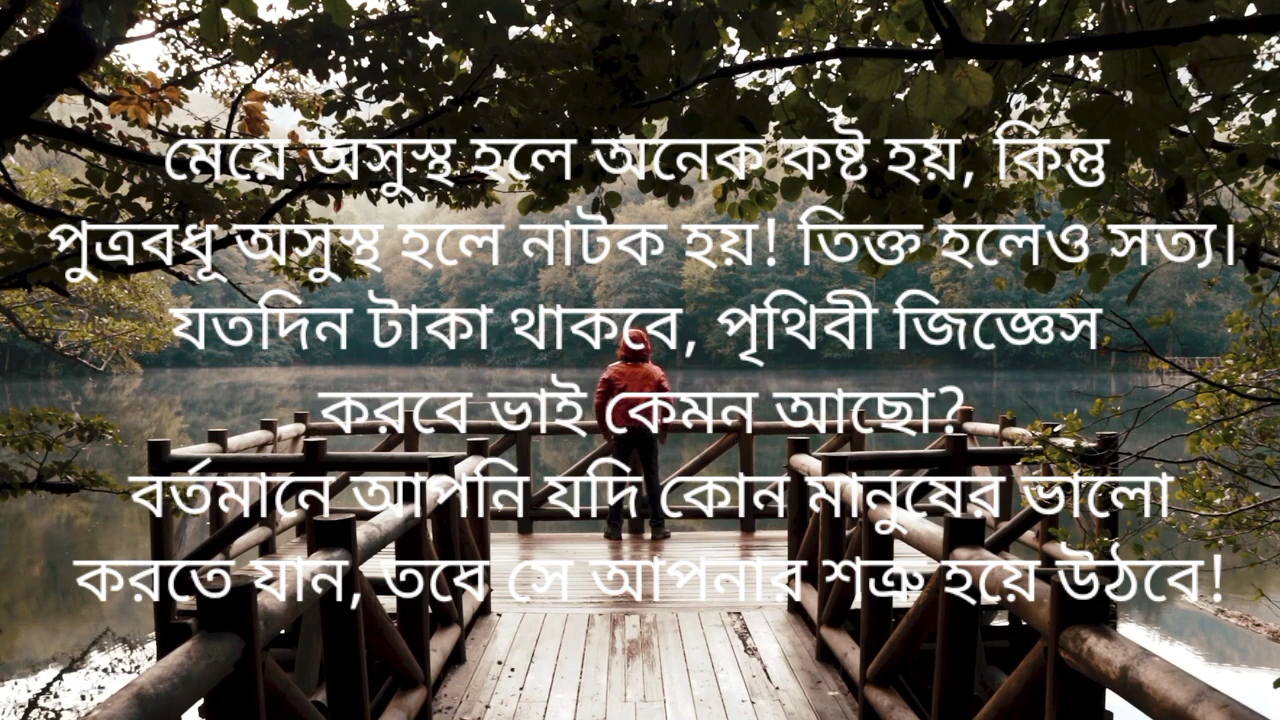 মেয়ে অসুস্থ হলে অনেক কষ্ট হয়, কিন্তু
পুত্রবধূ অসুস্থ হলে নাটক হয়! তিক্ত হলেও সত্য।
যতদিন টাকা থাকবে, পৃথিবী জিজ্ঞেস
করবে ভাই কেমন আছো?
বর্তমানে আপনি যদি কোন মানুষের ভালো
করতে যান, তবে সে আপনার শত্রু হয়ে উঠবে!